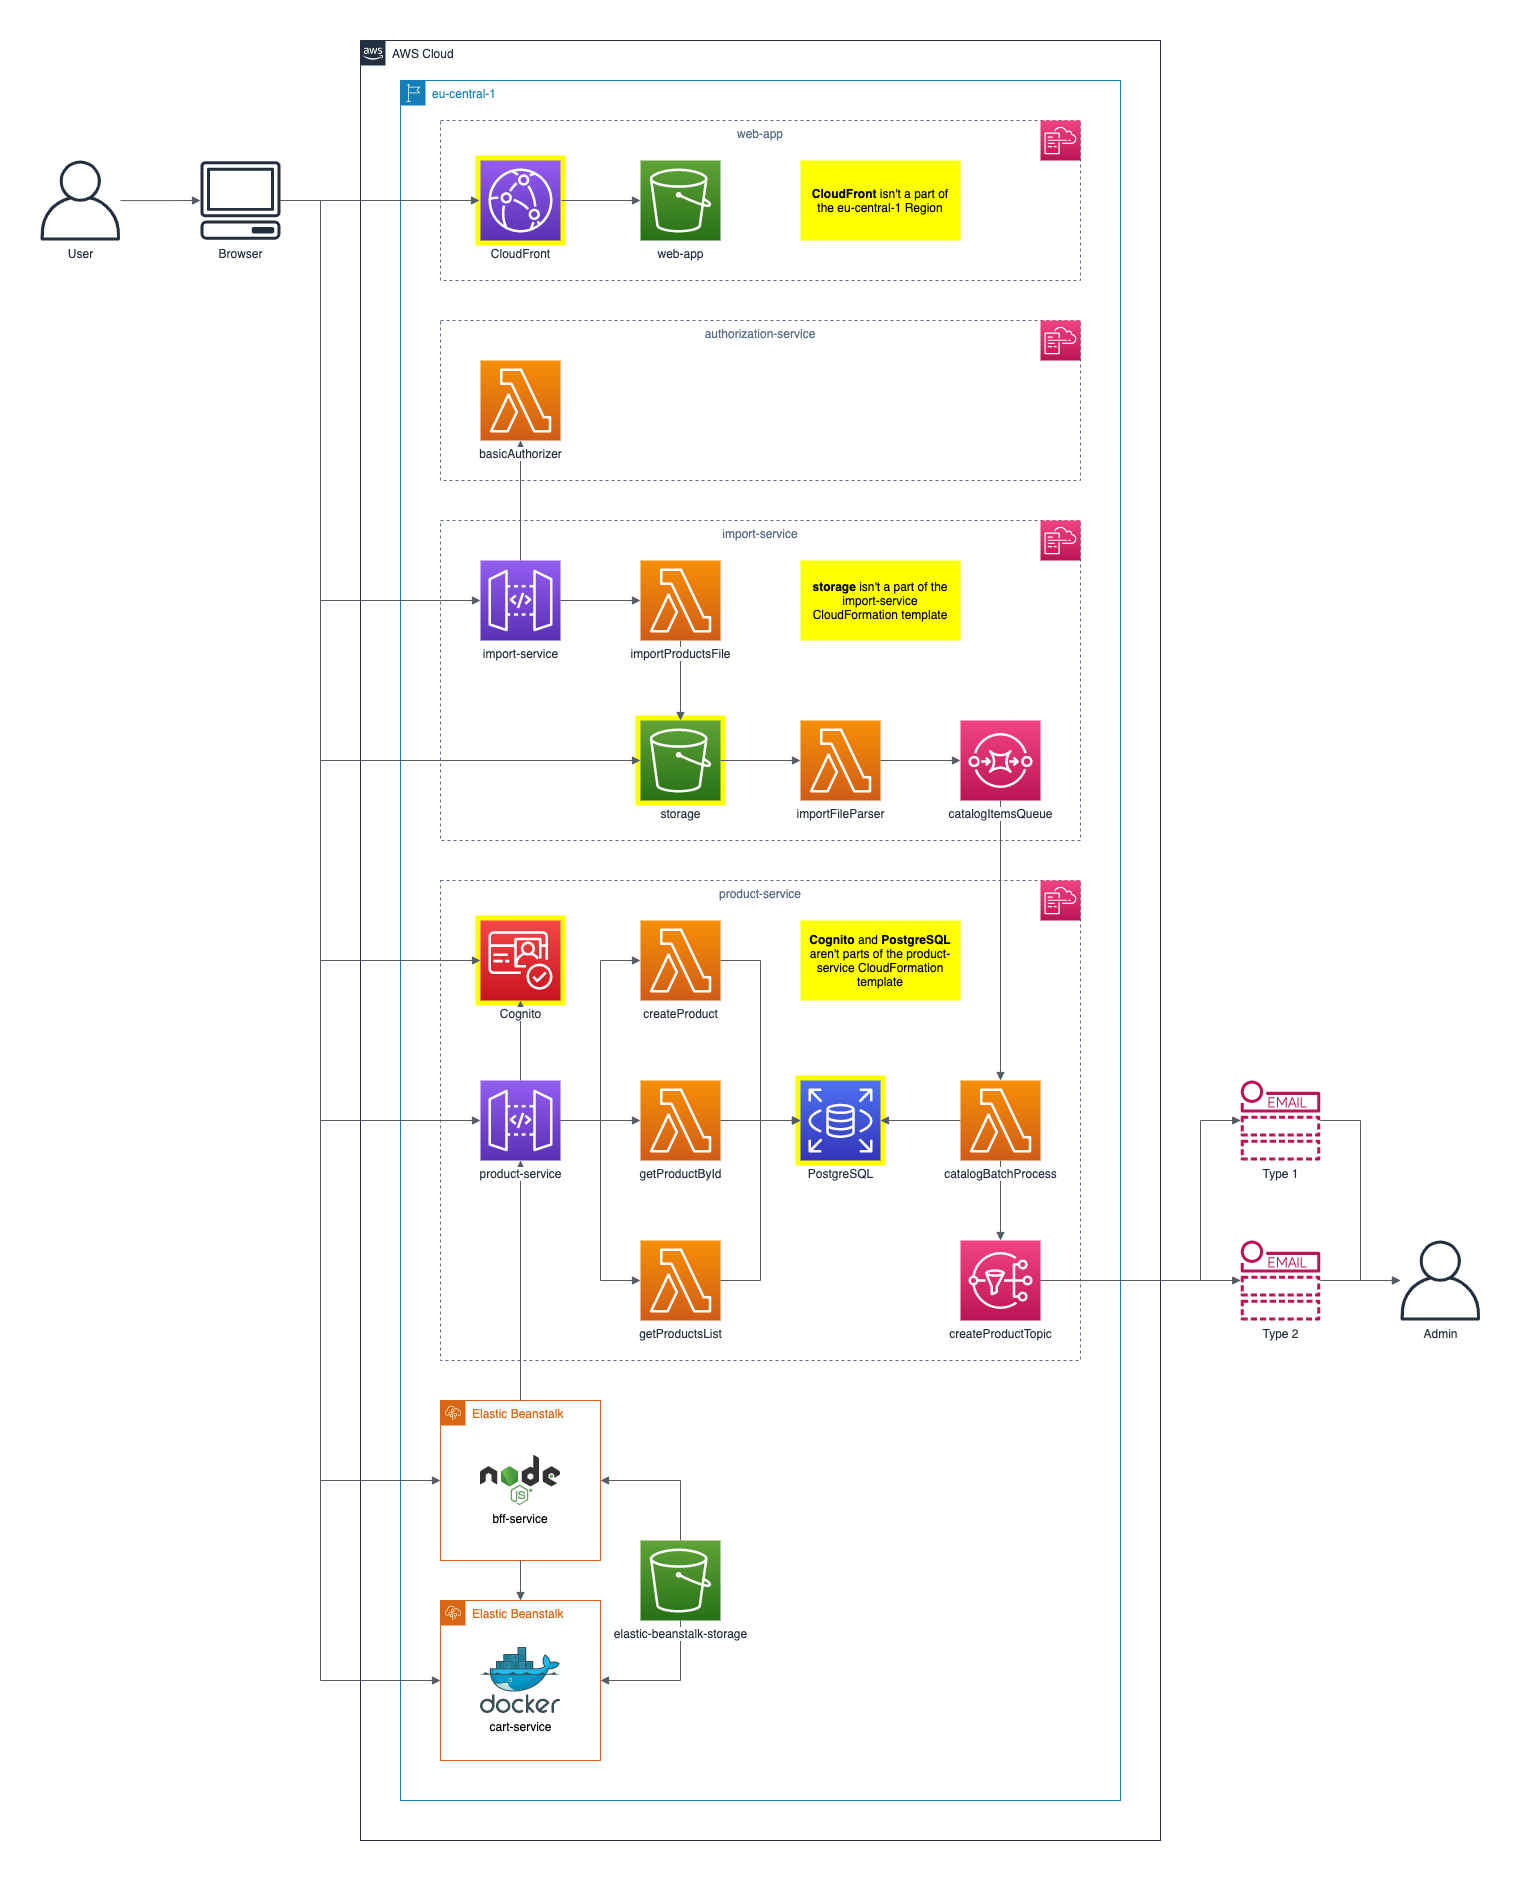 aws
AWS Cloud
eu-central-1
web-app
User
Browser
CloudFront
web-app
CloudFront isn't a part of
the eu-central-1 Region
authorization-service
basicAuthorizer
import-service
</>
import-service
importProductsFile
storage isn't a part of the
import-service
CloudFormation template
storage
importFileParser
catalogItemsQueue
product-service
Cognito
createProduct
Cognito and PostgreSQL
aren't parts of the product-
service CloudFormation
template
</>
product-service
getProductById
PostgreSQL
catalogBatchProcess
EMAIL
Type 1
getProductsList
createProductTopic
EMAIL
Type 2
Admin
Elastic Beanstalk
node
JS
bff-service
elastic-beanstalk-storage
Elastic Beanstalk
docker
cart-service